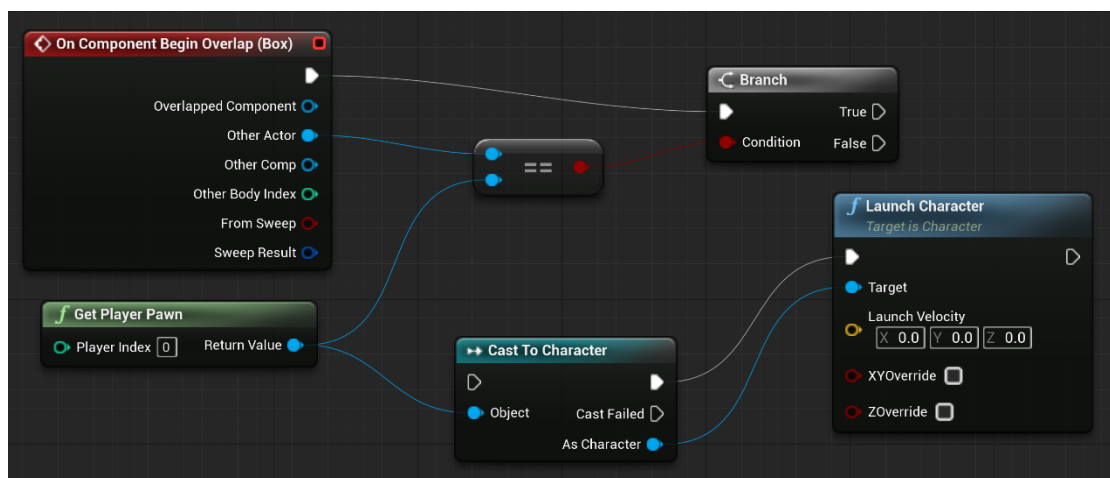 On Component Begin Overlap (Box)
Overlapped Component
Other Actor
Other Comp
Other Body Index
From Sweep
Sweep Result
f Get Player Pawn
Player Index 0 Return Value
==
Branch
True
Condition False
Cast To Character
Object Cast Failed
As Character
f Launch Character
Target is Character
Target
Launch Velocity
X 0.0 Y 0.0 Z 0.0
XYOverride
ZOverride